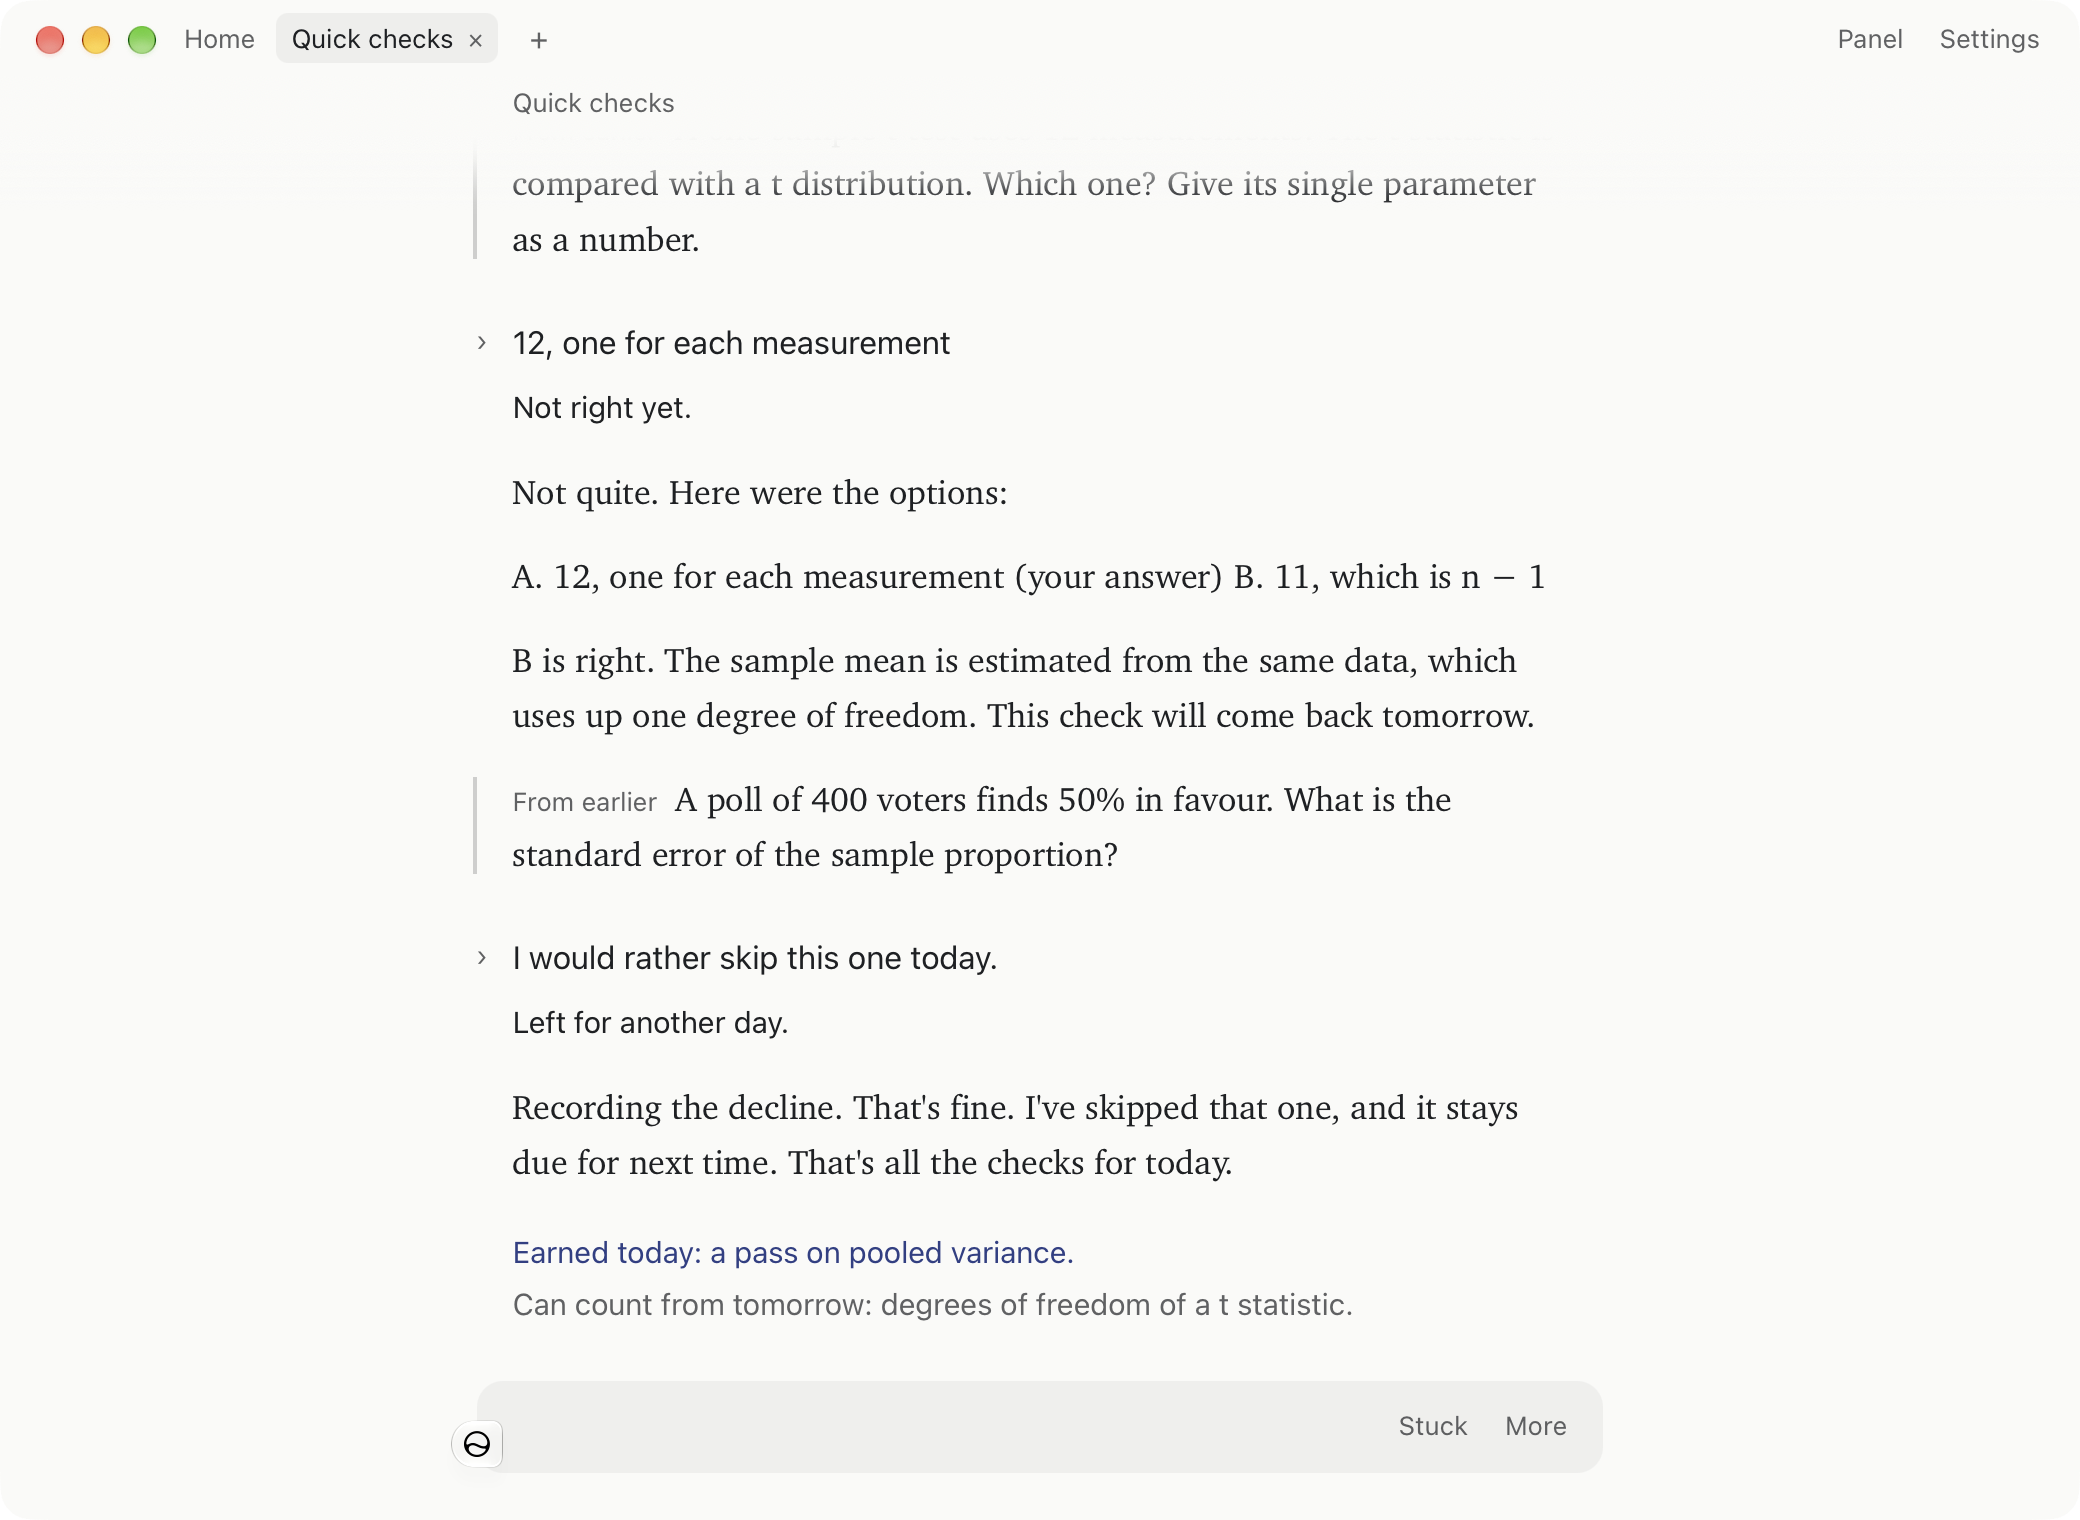 Home
Quick checks ×
+
Panel
Settings
Quick checks
compared with a t distribution. Which one? Give its single parameter
as a number.
› 12, one for each measurement
Not right yet.
Not quite. Here were the options:
A. 12, one for each measurement (your answer) B. 11, which is n − 1
B is right. The sample mean is estimated from the same data, which
uses up one degree of freedom. This check will come back tomorrow.
From earlier A poll of 400 voters finds 50% in favour. What is the
standard error of the sample proportion?
› I would rather skip this one today.
Left for another day.
Recording the decline. That's fine. I've skipped that one, and it stays
due for next time. That's all the checks for today.
Earned today: a pass on pooled variance.
Can count from tomorrow: degrees of freedom of a t statistic.
Stuck
More